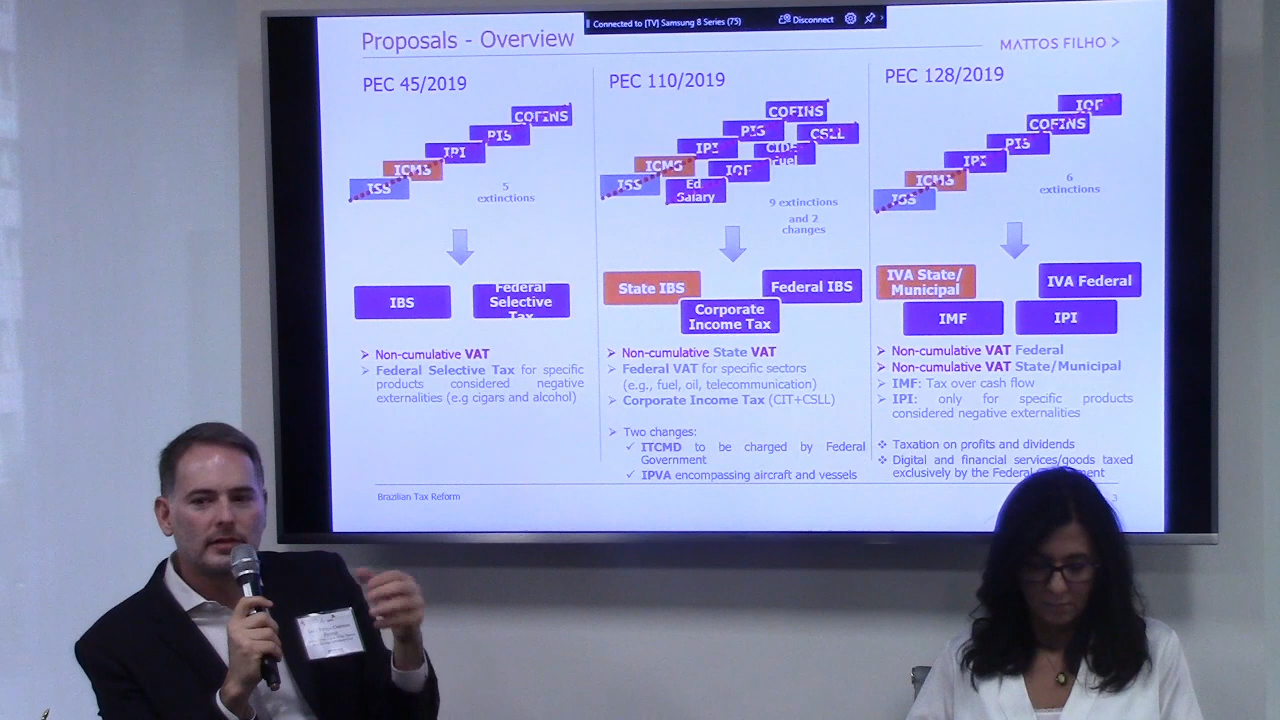 Connected to [TV] Samsung 8 Series (75)
Disconnect
Proposals - Overview
MATTOS FILHO >
PEC 45/2019
COFINS
PIS
IPI
ICMS
ISS
5
extinctions
IBS
Federal
Selective
Tax
➢ Non-cumulative VAT
➢ Federal Selective Tax for specific
products considered negative
externalities (e.g cigars and alcohol)
PEC 110/2019
COFINS
PIS
CSLL
IPI
CIDE
fuel
ICMS
IOF
ISS
Ed
Salary
9 extinctions
and 2
changes
State IBS
Federal IBS
Corporate
Income Tax
➢ Non-cumulative State VAT
➢ Federal VAT for specific sectors
(e.g., fuel, oil, telecommunication)
➢ Corporate Income Tax (CIT+CSLL)
➢ Two changes:
✓ ITCMD to be charged by Federal
Government
✓ IPVA encompassing aircraft and vessels
PEC 128/2019
IOF
COFINS
PIS
IPI
ICMS
ISS
6
extinctions
IVA State/
Municipal
IVA Federal
IMF
IPI
➢ Non-cumulative VAT Federal
➢ Non-cumulative VAT State/Municipal
➢ IMF: Tax over cash flow
➢ IPI: only for specific products
considered negative externalities
❖ Taxation on profits and dividends
❖ Digital and financial services/goods taxed
exclusively by the Federal
Brazilian Tax Reform
3